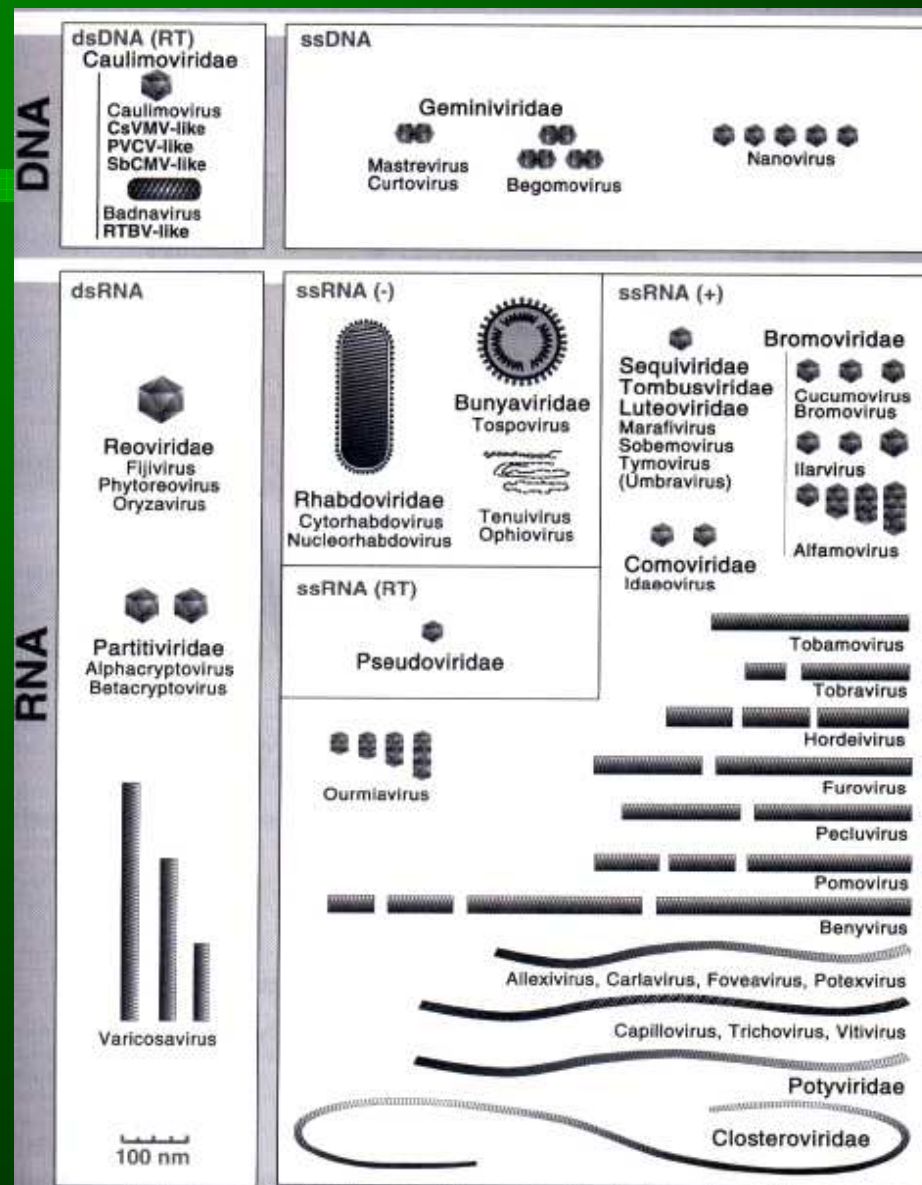 DNA
dsDNA (RT)
Caulimoviridae
Caulimovirus
CsVMV-like
PVCV-like
SbCMV-like
Badnavirus
RTBV-like
ssDNA
Geminiviridae
Mastrevirus
Curtovirus
Begomovirus
Nanovirus
RNA
dsRNA
Reoviridae
Fijivirus
Phytoreovirus
Oryzavirus
Partitiviridae
Alphacryptovirus
Betacryptovirus
Varicosavirus
100 nm
ssRNA (-)
Rhabdoviridae
Cytorhabdovirus
Nucleorhabdovirus
Bunyaviridae
Tospovirus
Tenuivirus
Ophiovirus
ssRNA (RT)
Pseudoviridae
ssRNA (+)
Sequiviridae
Tombusviridae
Luteoviridae
Marafivirus
Sobemovirus
Tymovirus
(Umbravirus)
Comoviridae
Idaeovirus
Bromoviridae
Cucumovirus
Bromovirus
Ilarvirus
Alfamovirus
Ourmiavirus
Tobamovirus
Tobravirus
Hordeivirus
Furovirus
Pecluvirus
Pomovirus
Benyvirus
Allexivirus, Carlavirus, Foveavirus, Potexvirus
Capillovirus, Trichovirus, Vitivirus
Potyviridae
Closteroviridae